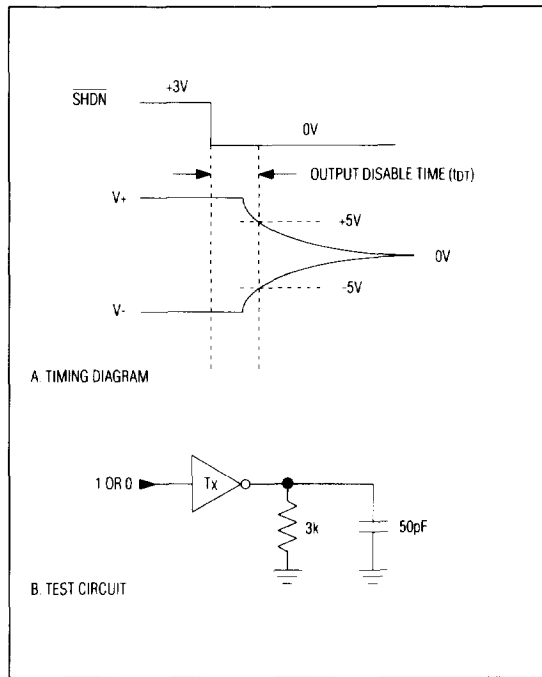 +3V
SHDN
0V
OUTPUT DISABLE TIME (tDT)
V+
+5V
0V
-5V
V-
A. TIMING DIAGRAM
1 OR 0
Tx
3k
50pF
B. TEST CIRCUIT